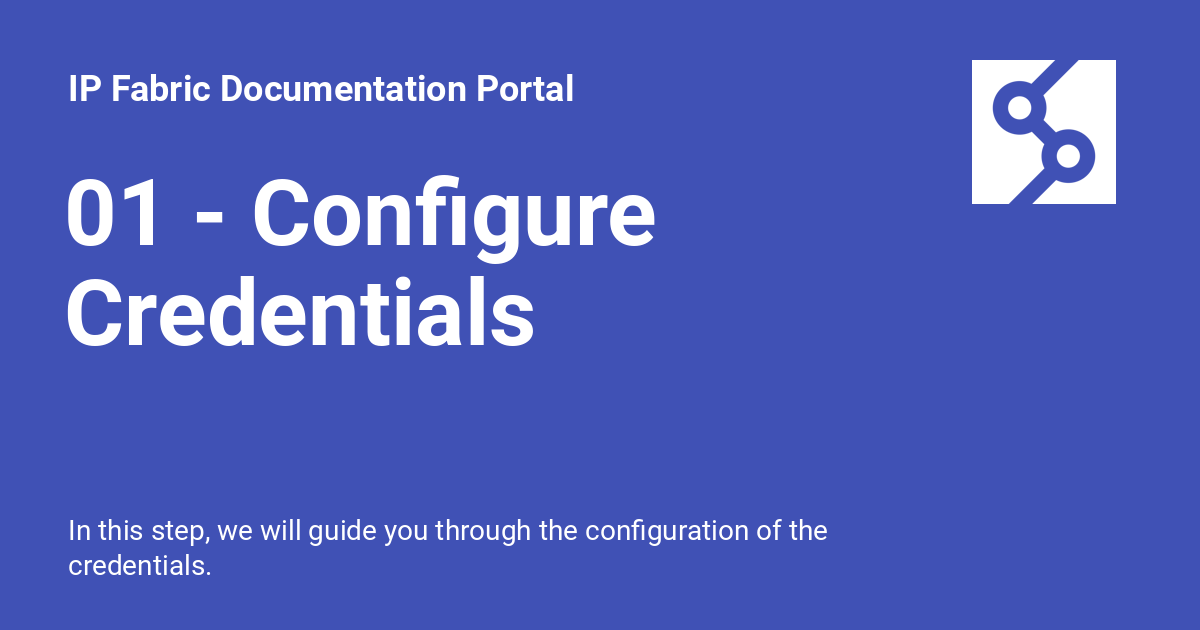 IP Fabric Documentation Portal
01 - Configure
Credentials
In this step, we will guide you through the configuration of the
credentials.